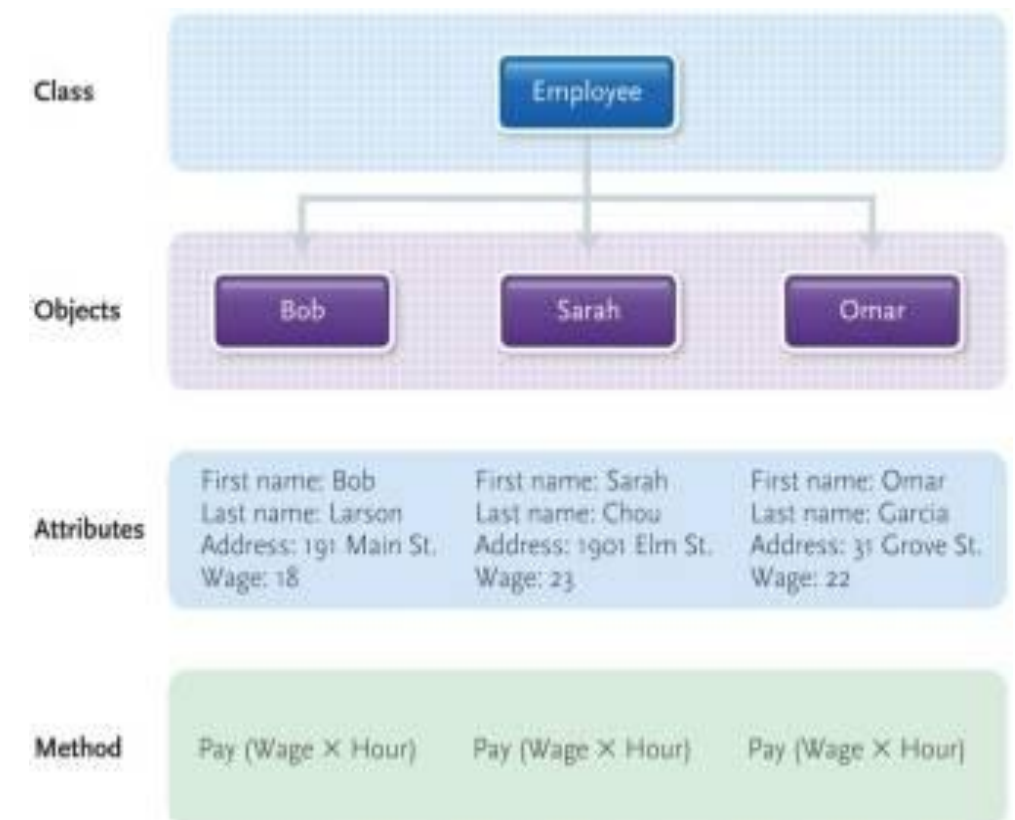 Class
Employee
Objects
Bob
Sarah
Omar
Attributes
First name: Bob
Last name: Larson
Address: 191 Main St.
Wage: 18
First name: Sarah
Last name: Chou
Address: 1901 Elm St.
Wage: 23
First name: Omar
Last name: Garcia
Address: 31 Grove St.
Wage: 22
Method
Pay (Wage × Hour)
Pay (Wage × Hour)
Pay (Wage × Hour)